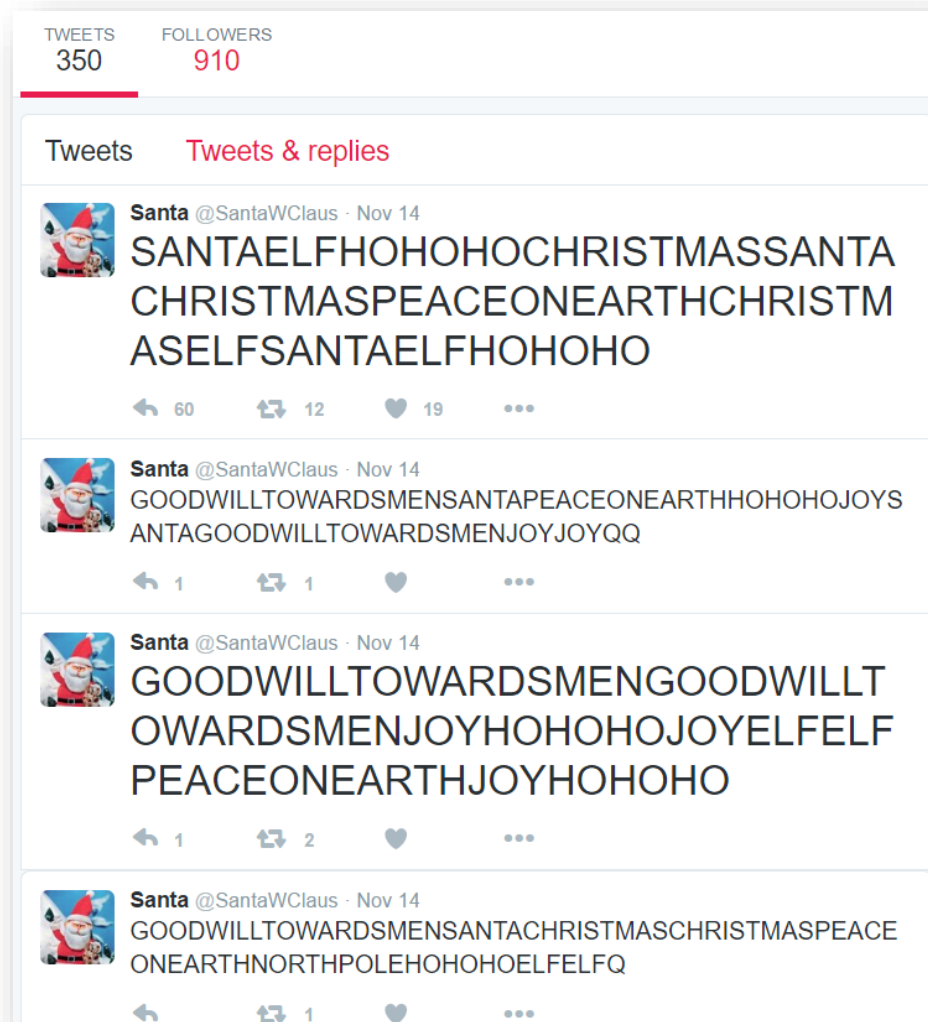 TWEETS FOLLOWERS
350 910
Tweets Tweets & replies
Santa @SantaWClaus · Nov 14
SANTAELFHOHOHOCHRISTMASSANTA
CHRISTMASPEACEONEARTHCHRISTM
ASELFSANTAELFHOHOHO
60 12 19
Santa @SantaWClaus · Nov 14
GOODWILLTOWARDSMENSANTAPEACEONEARTHHOHOHOJOYS
ANTAGOODWILLTOWARDSMENJOYJOYQQ
1 1
Santa @SantaWClaus · Nov 14
GOODWILLTOWARDSMENGOODWILLT
OWARDSMENJOYHOHOHOJOYELFELF
PEACEONEARTHJOYHOHOHO
1 2
Santa @SantaWClaus · Nov 14
GOODWILLTOWARDSMENSANTACHRISTMASCHRISTMASPEACE
ONEARTHNORTHPOLEHOHOHOELFELFQ
1